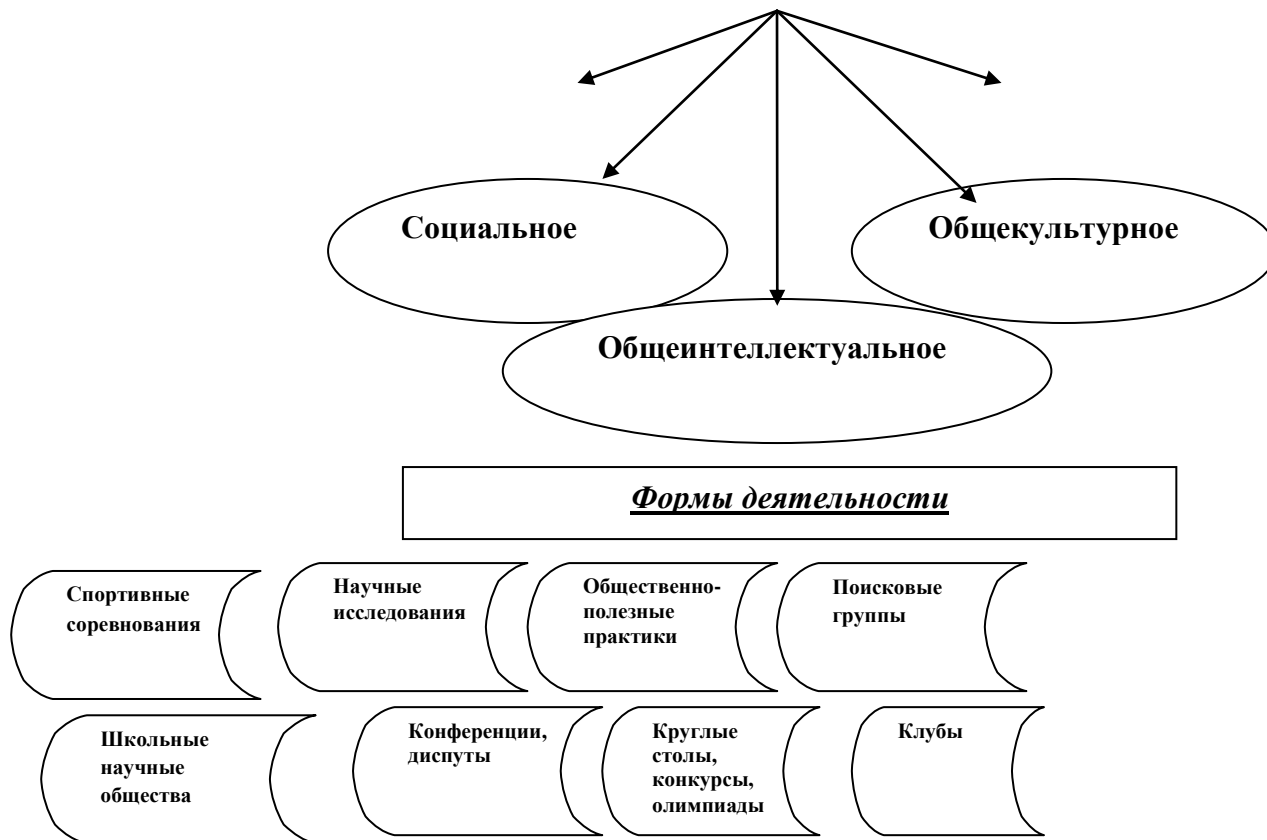 Социальное
Общекультурное
Общеинтеллектуальное
Формы деятельности
Спортивные
соревнования
Научные
исследования
Общественно-
полезные
практики
Поисковые
группы
Школьные
научные
общества
Конференции,
диспуты
Круглые
столы,
конкурсы,
олимпиады
Клубы